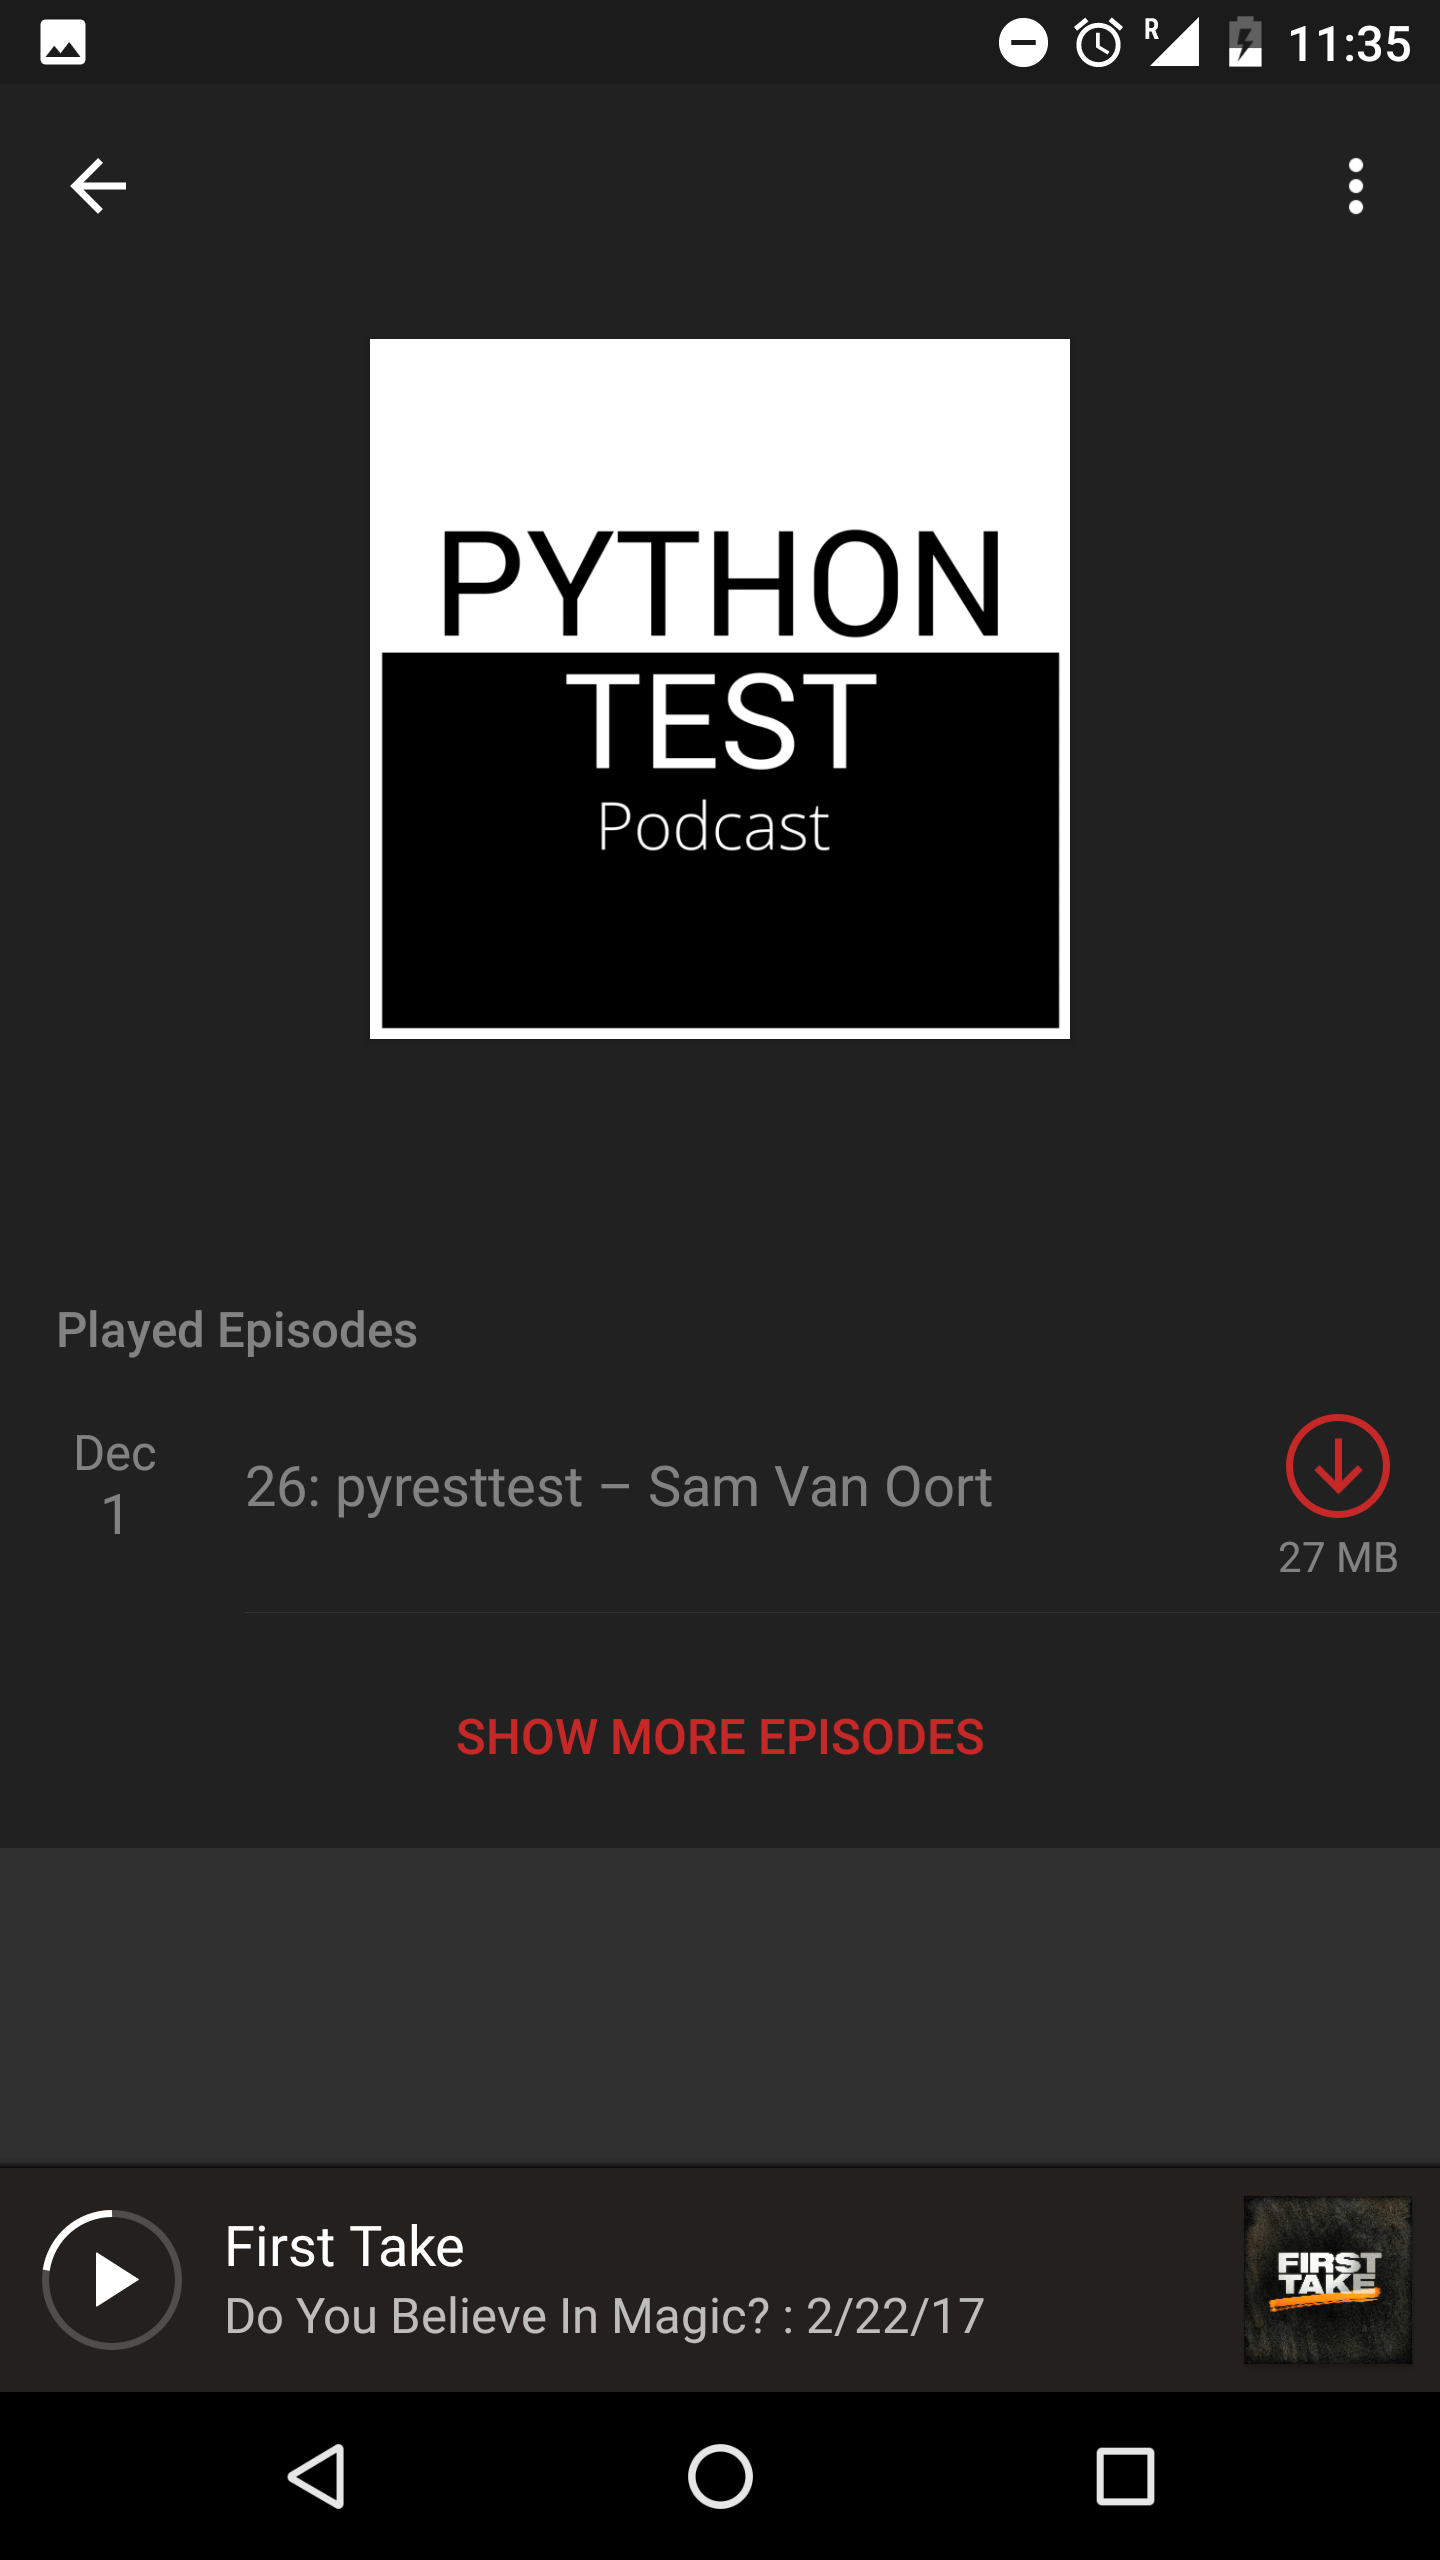 R
11:35
PYTHON
TEST
Podcast
Played Episodes
Dec
1
26: pyresttest – Sam Van Oort
27 MB
SHOW MORE EPISODES
First Take
Do You Believe In Magic? : 2/22/17
FIRST
TAKE